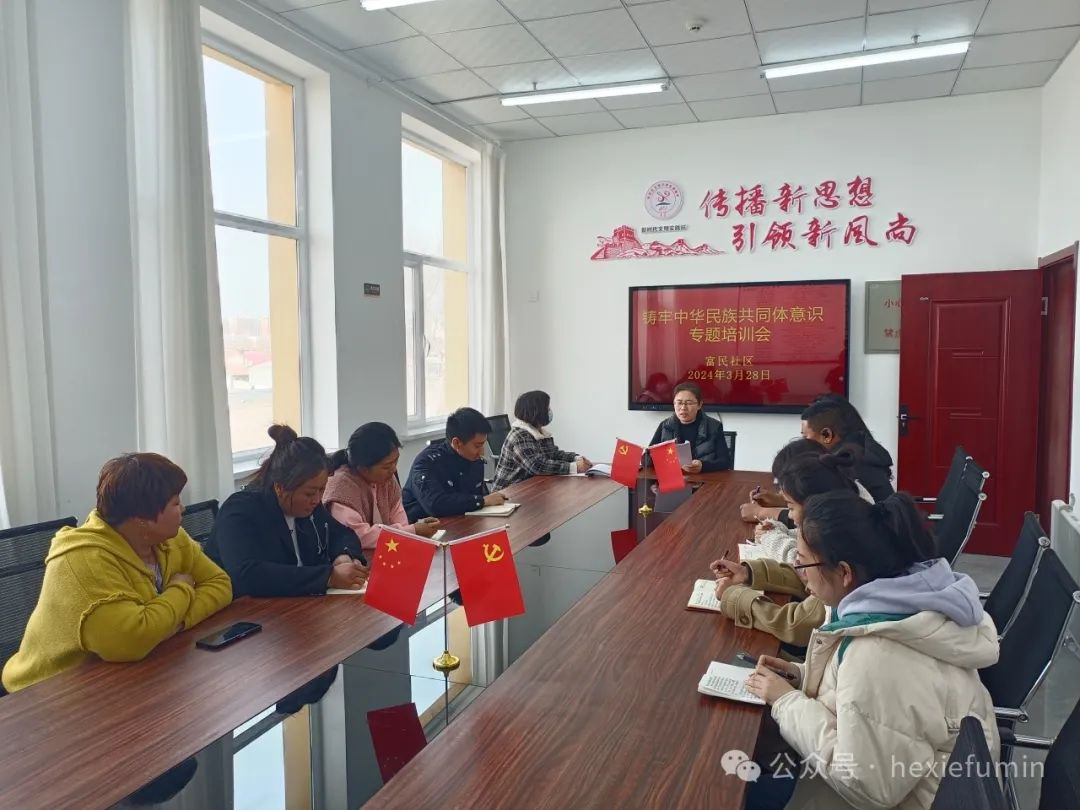 传播新思想
引领新风尚
铸牢中华民族共同体意识
专题培训会
富民社区
2024年3月28日
小心
公众号 · hexiefumin